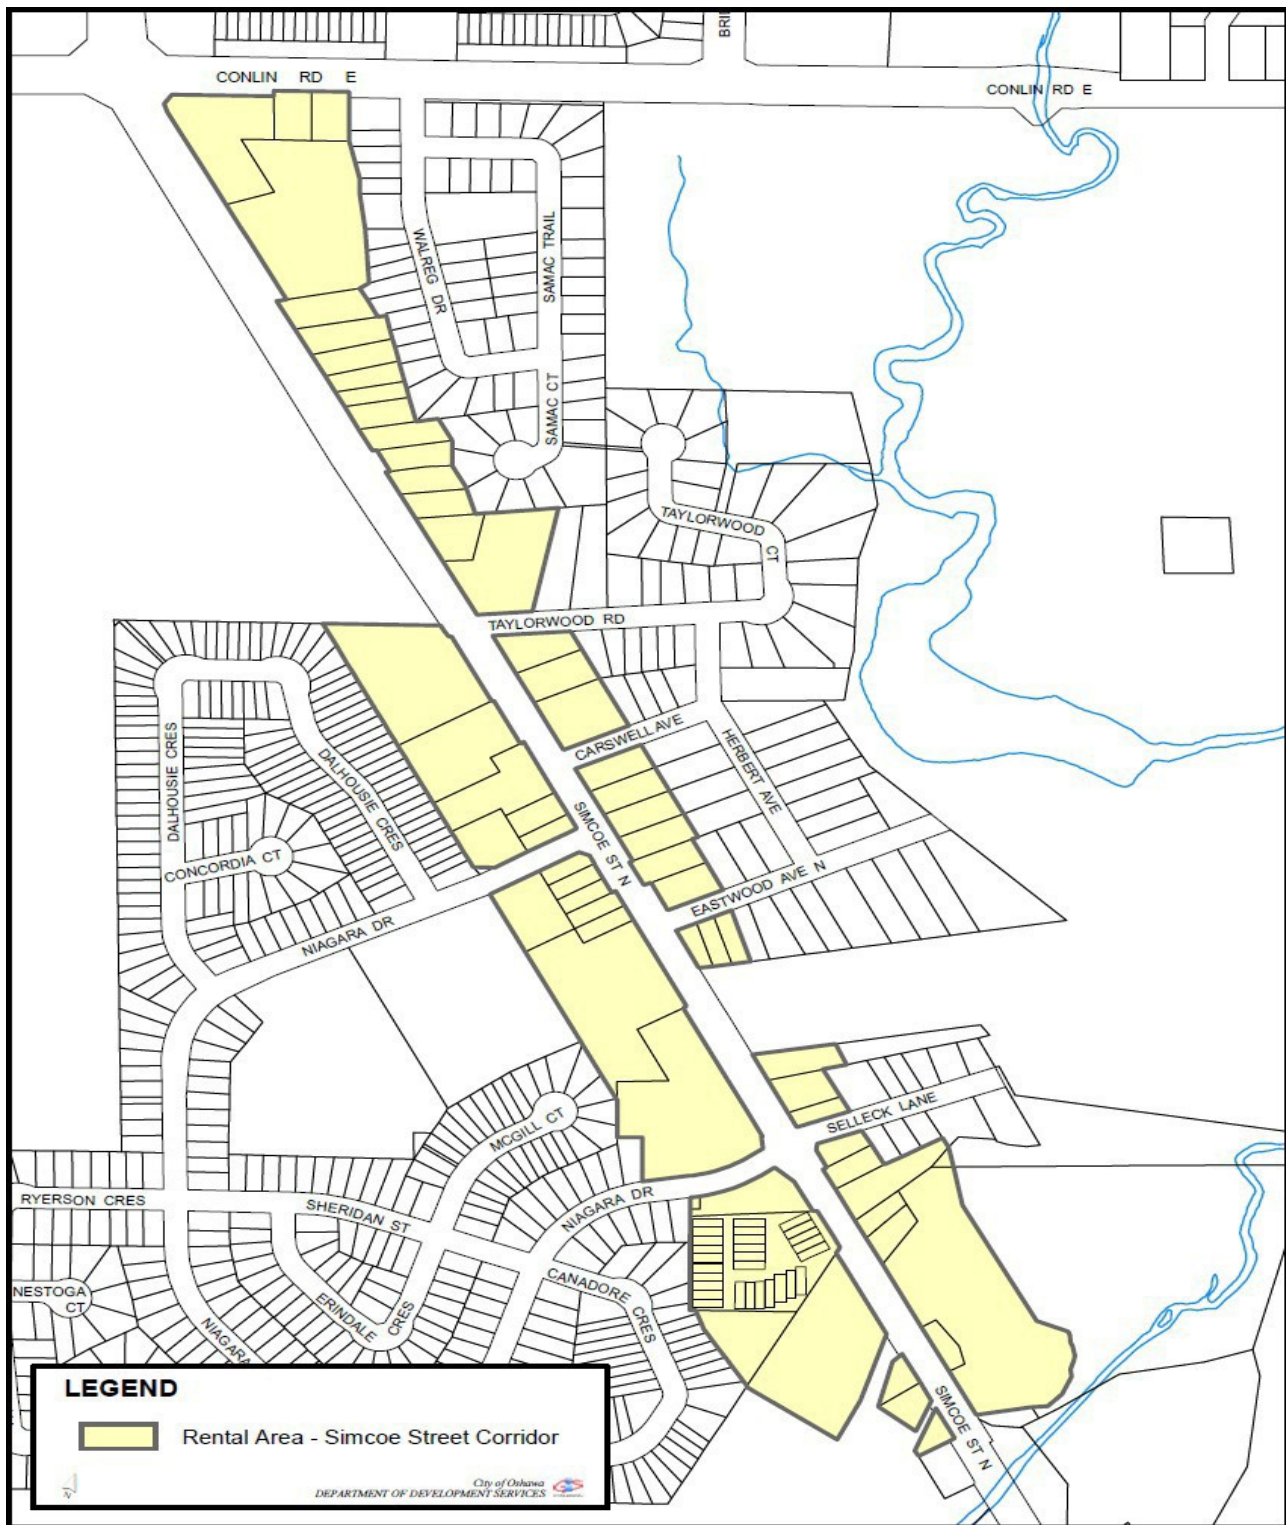 BRI
CONLIN RD E
CONLIN RD E
WALREG DR
SAMAC TRAIL
SAMAC CT
TAYLORWOOD
CT
TAYLORWOOD RD
CARSWELL AVE
HERBERT AVE
DALHOUSIE CRES
DALHOUSIE CRES
SIMCOE ST N
CONCORDIA CT
EASTWOOD AVE N
NIAGARA DR
MCGILL CT
SELLECK LANE
RYERSON CRES
SHERIDAN ST
NIAGARA DR
CANADORE CRES
NESTOGA
CT
ERINDALE
CRES
NIAGARA
SIMCOE ST N
LEGEND
Rental Area - Simcoe Street Corridor
N
City of Oshawa
DEPARTMENT OF DEVELOPMENT SERVICES